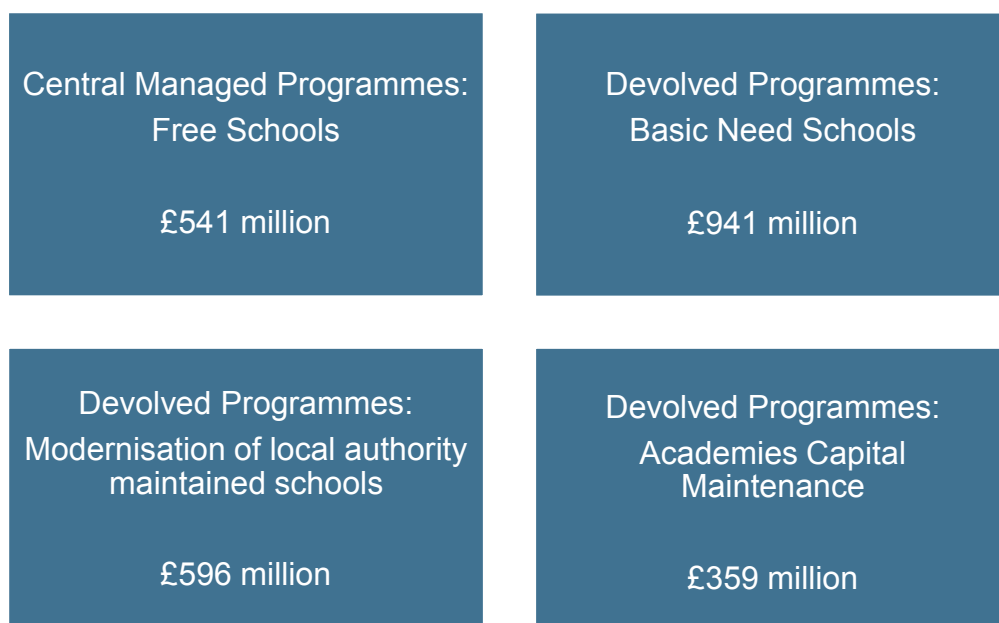 Central Managed Programmes:
Free Schools
£541 million
Devolved Programmes:
Basic Need Schools
£941 million
Devolved Programmes:
Modernisation of local authority
maintained schools
£596 million
Devolved Programmes:
Academies Capital
Maintenance
£359 million